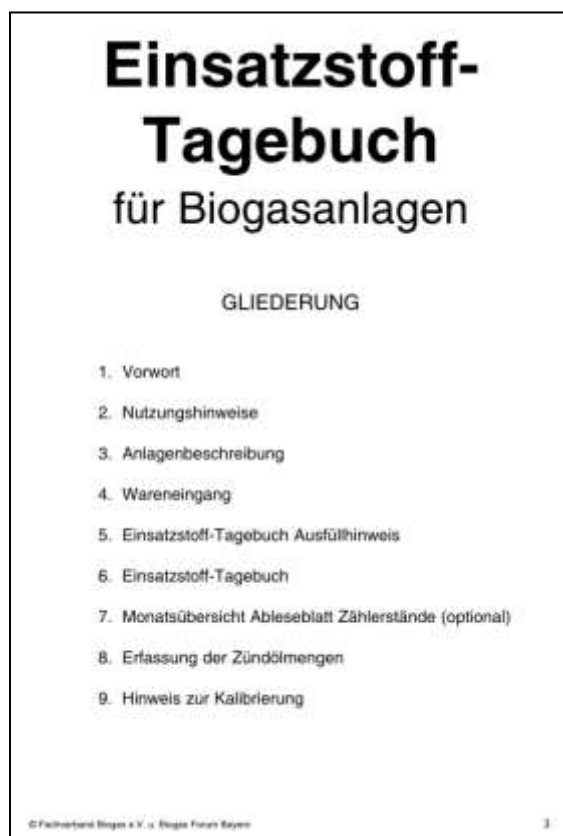 Einsatzstoff-
Tagebuch
für Biogasanlagen
GLIEDERUNG
1. Vorwort
2. Nutzungshinweise
3. Anlagenbeschreibung
4. Wareneingang
5. Einsatzstoff-Tagebuch Ausfüllhinweis
6. Einsatzstoff-Tagebuch
7. Monatsübersicht Ableseblatt Zählerstände (optional)
8. Erfassung der Zündölmengen
9. Hinweis zur Kalibrierung
© Fachverband Biogas e.V. u. Biogas Forum Bayern
3